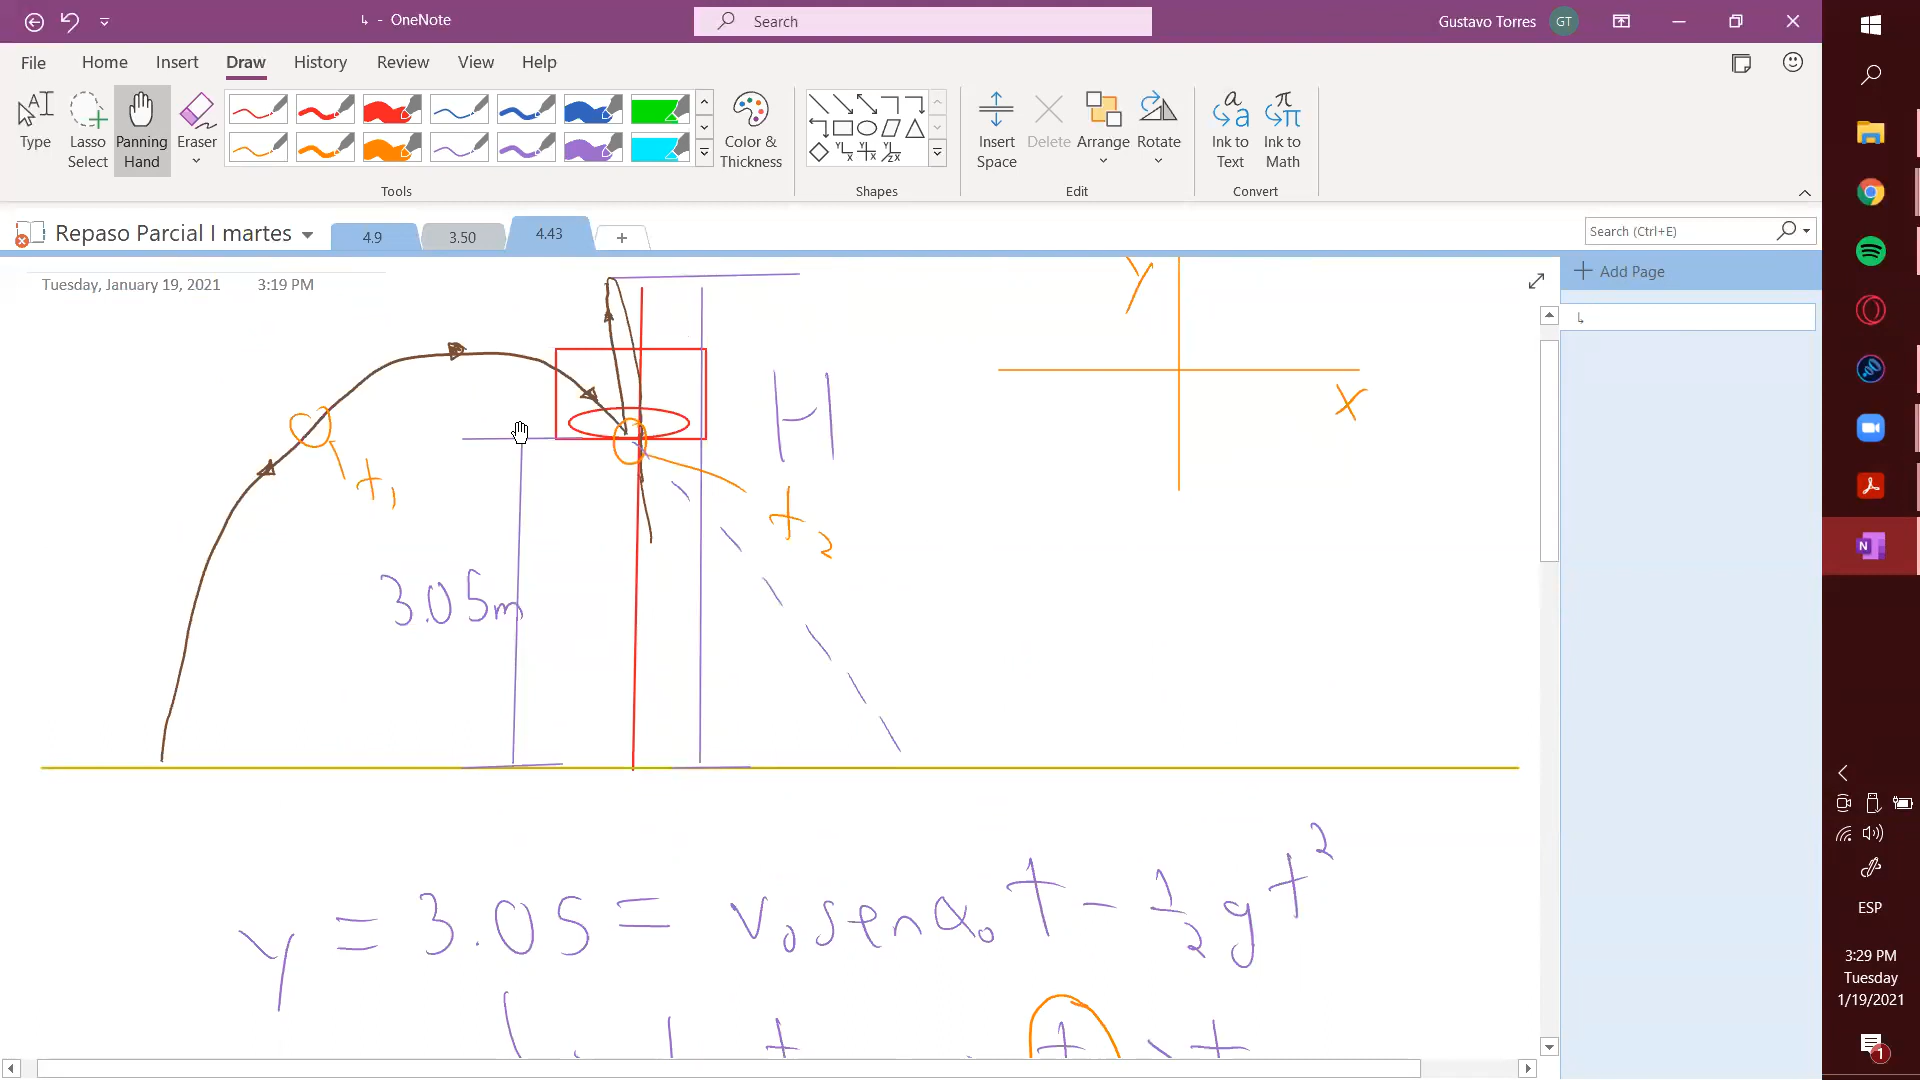 - OneNote
Search
Gustavo Torres
GT
File
Home
Insert
Draw
History
Review
View
Help
Type
Lasso Select
Panning Hand
Eraser
Color & Thickness
Insert Space
Delete
Arrange
Rotate
Ink to Text
Ink to Math
Tools
Shapes
Edit
Convert
Repaso Parcial I martes
4.9
3.50
4.43
Search (Ctrl+E)
Add Page
Tuesday, January 19, 2021
3:19 PM
y
x
H
t1
t2
3.05m
y = 3.05 = v₀ sen α₀ t - 1/2 g t²
ESP
3:29 PM
Tuesday
1/19/2021
1